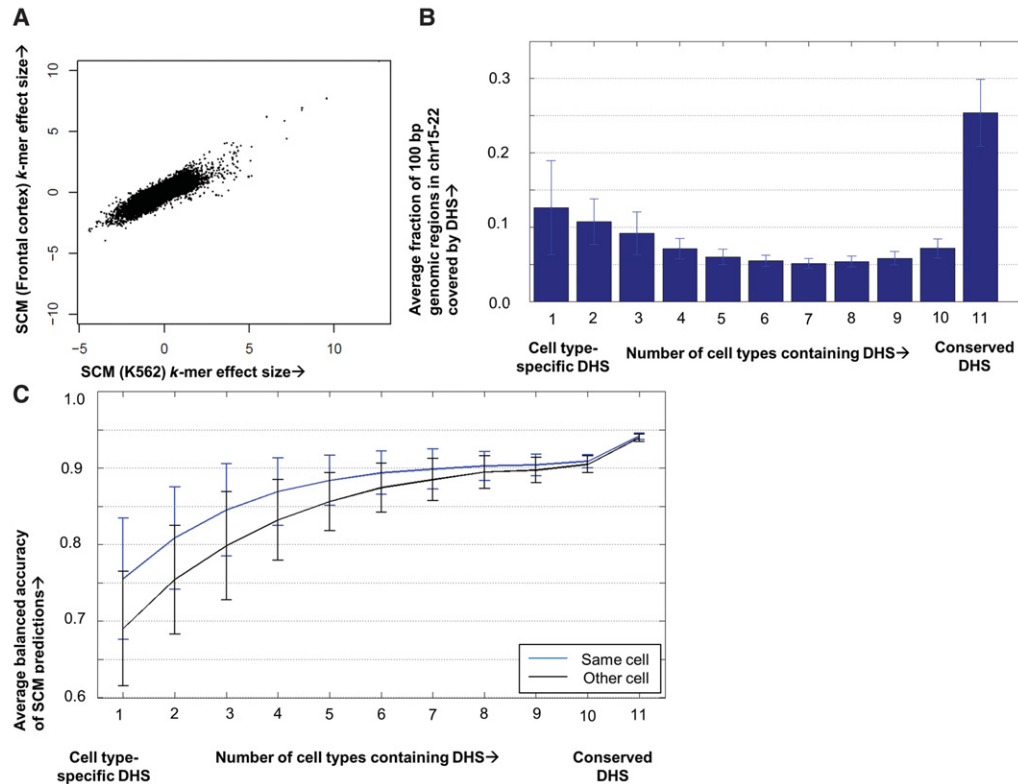 A
SCM (Frontal cortex) k-mer effect size→
10
5
0
−5
−10
−5
0
5
10
SCM (K562) k-mer effect size→
B
Average fraction of 100 bp
genomic regions in chr15-22
covered by DHS→
0.3
0.2
0.1
0.0
1 2 3 4 5 6 7 8 9 10 11
Cell type-
specific DHS
Number of cell types containing DHS→
Conserved
DHS
C
Average balanced accuracy
of SCM predictions→
1.0
0.9
0.8
0.7
0.6
Same cell
Other cell
1 2 3 4 5 6 7 8 9 10 11
Cell type-
specific DHS
Number of cell types containing DHS→
Conserved
DHS